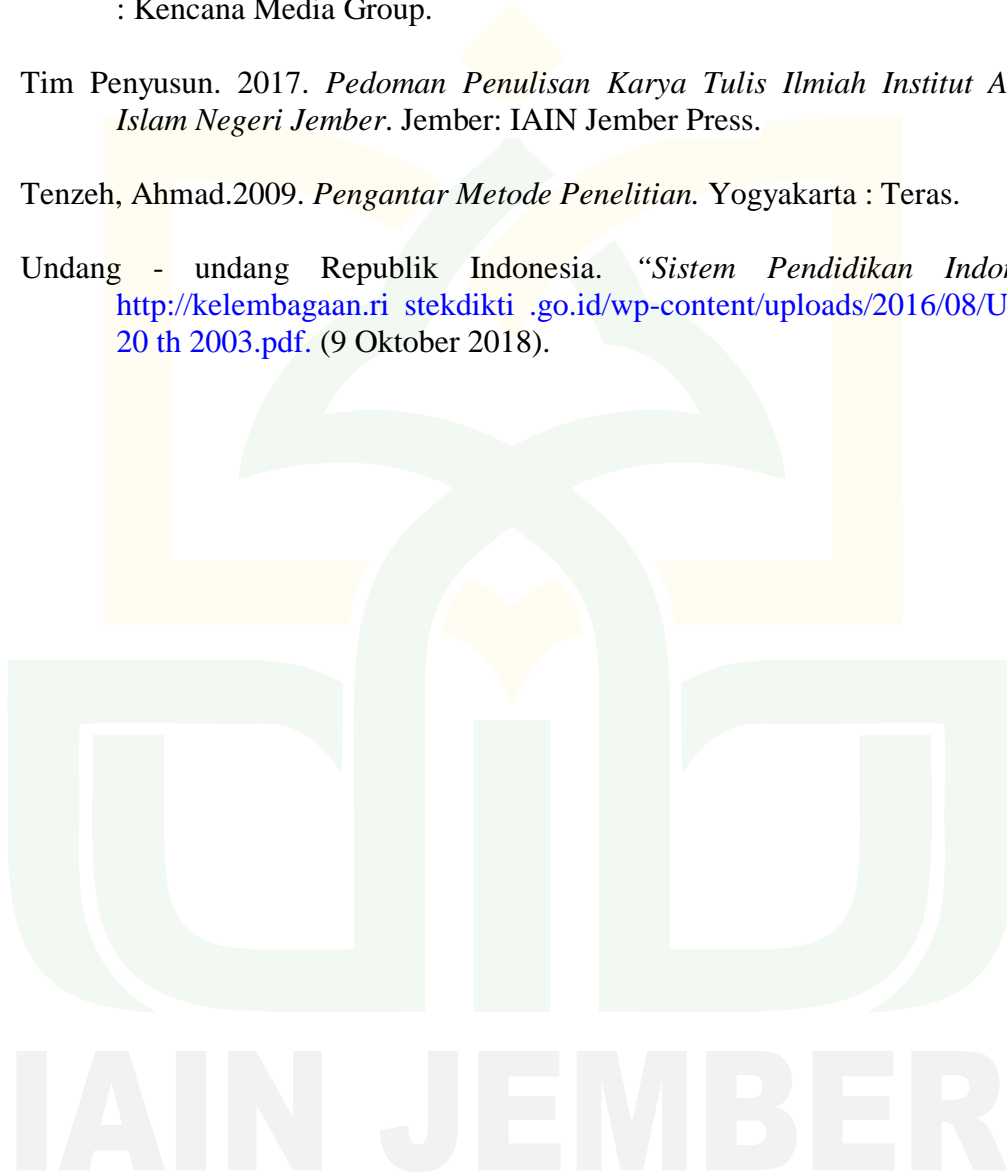 : Kencana Media Group.
Tim Penyusun. 2017. Pedoman Penulisan Karya Tulis Ilmiah Institut A
Islam Negeri Jember. Jember: IAIN Jember Press.
Tenzeh, Ahmad.2009. Pengantar Metode Penelitian. Yogyakarta : Teras.
Undang - undang Republik Indonesia. “Sistem Pendidikan Indon
http://kelembagaan.ri stekdikti .go.id/wp-content/uploads/2016/08/U
20 th 2003.pdf. (9 Oktober 2018).
IAIN JEMBER